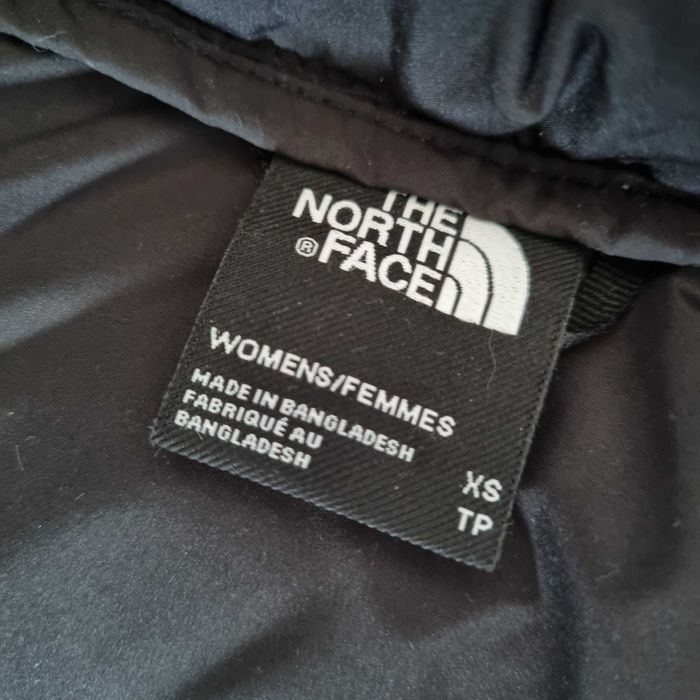 THE
NORTH
® FACE
WOMENS/FEMMES
MADE IN BANGLADESH
FABRIQUÉ AU
BANGLADESH
XS
TP